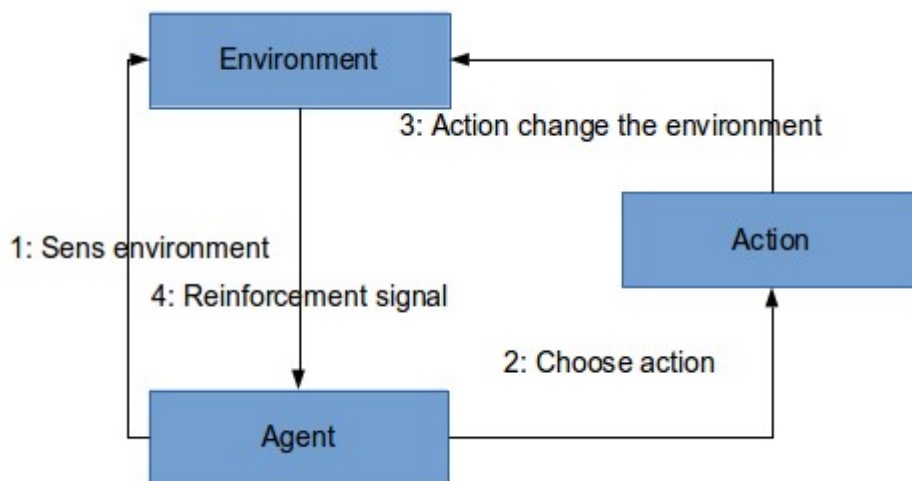 Environment
3: Action change the environment
Action
1: Sens environment
4: Reinforcement signal
2: Choose action
Agent